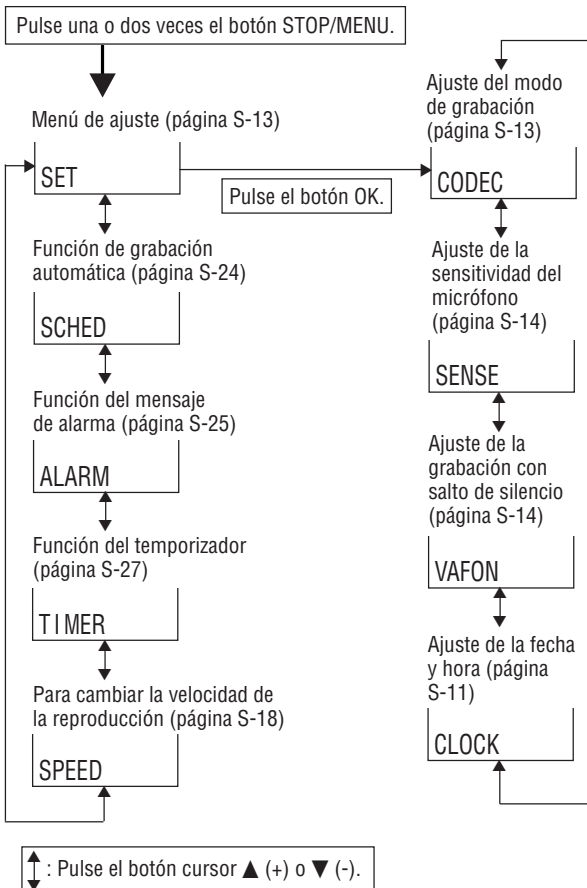 Pulse una o dos veces el botón STOP/MENU.
Menú de ajuste (página S-13)
SET
Pulse el botón OK.
Función de grabación
automática (página S-24)
SCHED
Función del mensaje
de alarma (página S-25)
ALARM
Función del temporizador
(página S-27)
TIMER
Para cambiar la velocidad de
la reproducción (página S-18)
SPEED
Ajuste del modo
de grabación
(página S-13)
CODEC
Ajuste de la
sensitividad del
micrófono
(página S-14)
SENSE
Ajuste de la
grabación con
salto de silencio
(página S-14)
VAFON
Ajuste de la fecha
y hora (página
S-11)
CLOCK
: Pulse el botón cursor ▲ (+) o ▼ (-).